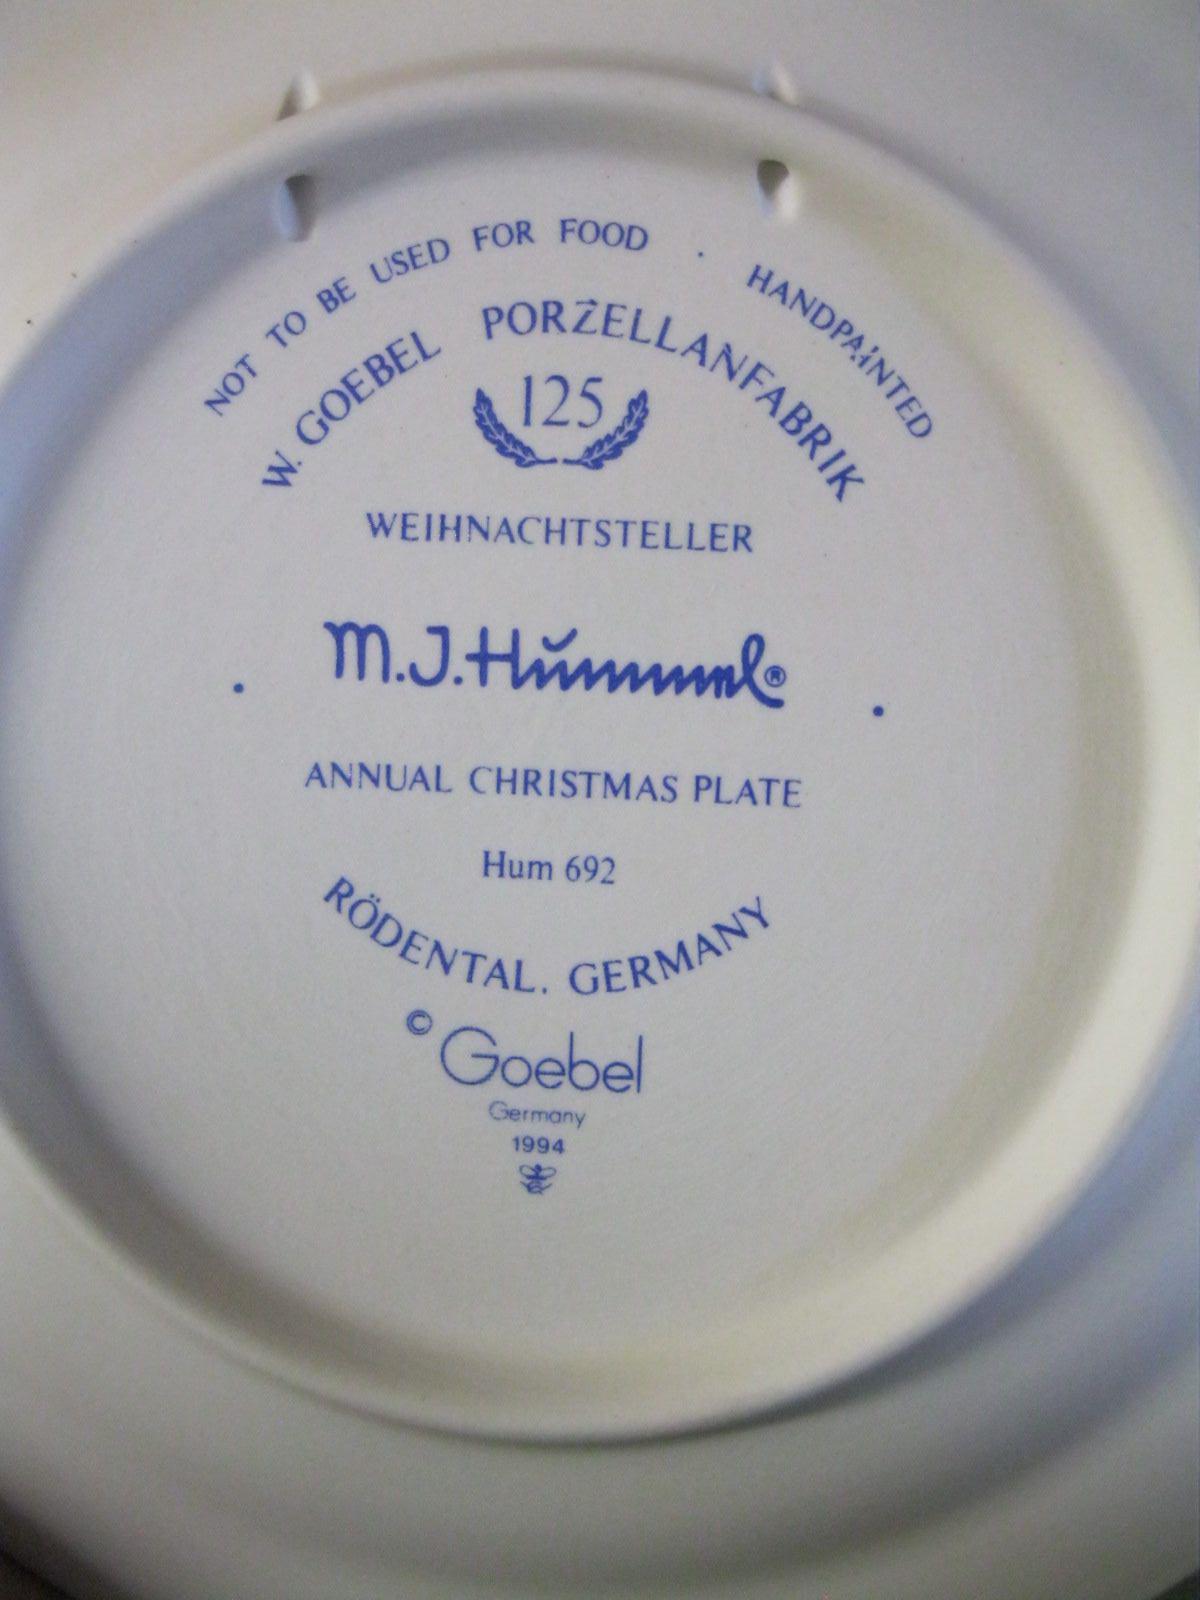 NOT TO BE USED FOR FOOD · HANDPAINTED
W. GOEBEL PORZELLANFABRIK
125
WEIHNACHTSTELLER
M.J.Hummel®
ANNUAL CHRISTMAS PLATE
Hum 692
RÖDENTAL. GERMANY
© Goebel
Germany
1994